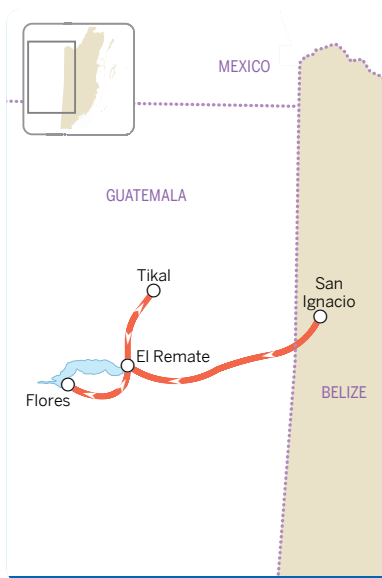 MEXICO
GUATEMALA
Tikal
San
Ignacio
El Remate
Flores
BELIZE